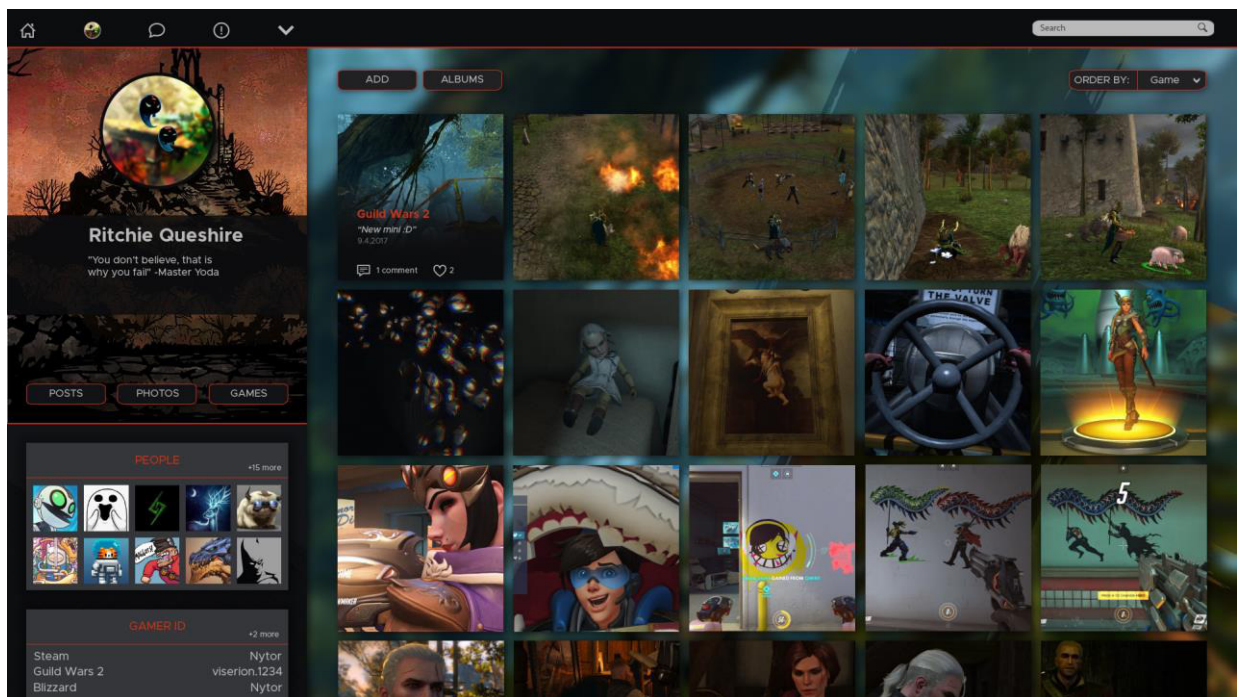 Search
ADD
ALBUMS
ORDER BY: Game
Guild Wars 2
"New mini :D"
9.4.2017
1 comment 2
Ritchie Queshire
"You don't believe, that is
why you fail" -Master Yoda
POSTS
PHOTOS
GAMES
THE VALVE
5
PEOPLE
+15 more
GAMER ID
+2 more
Steam Nytor
Guild Wars 2 viserion.1234
Blizzard Nytor